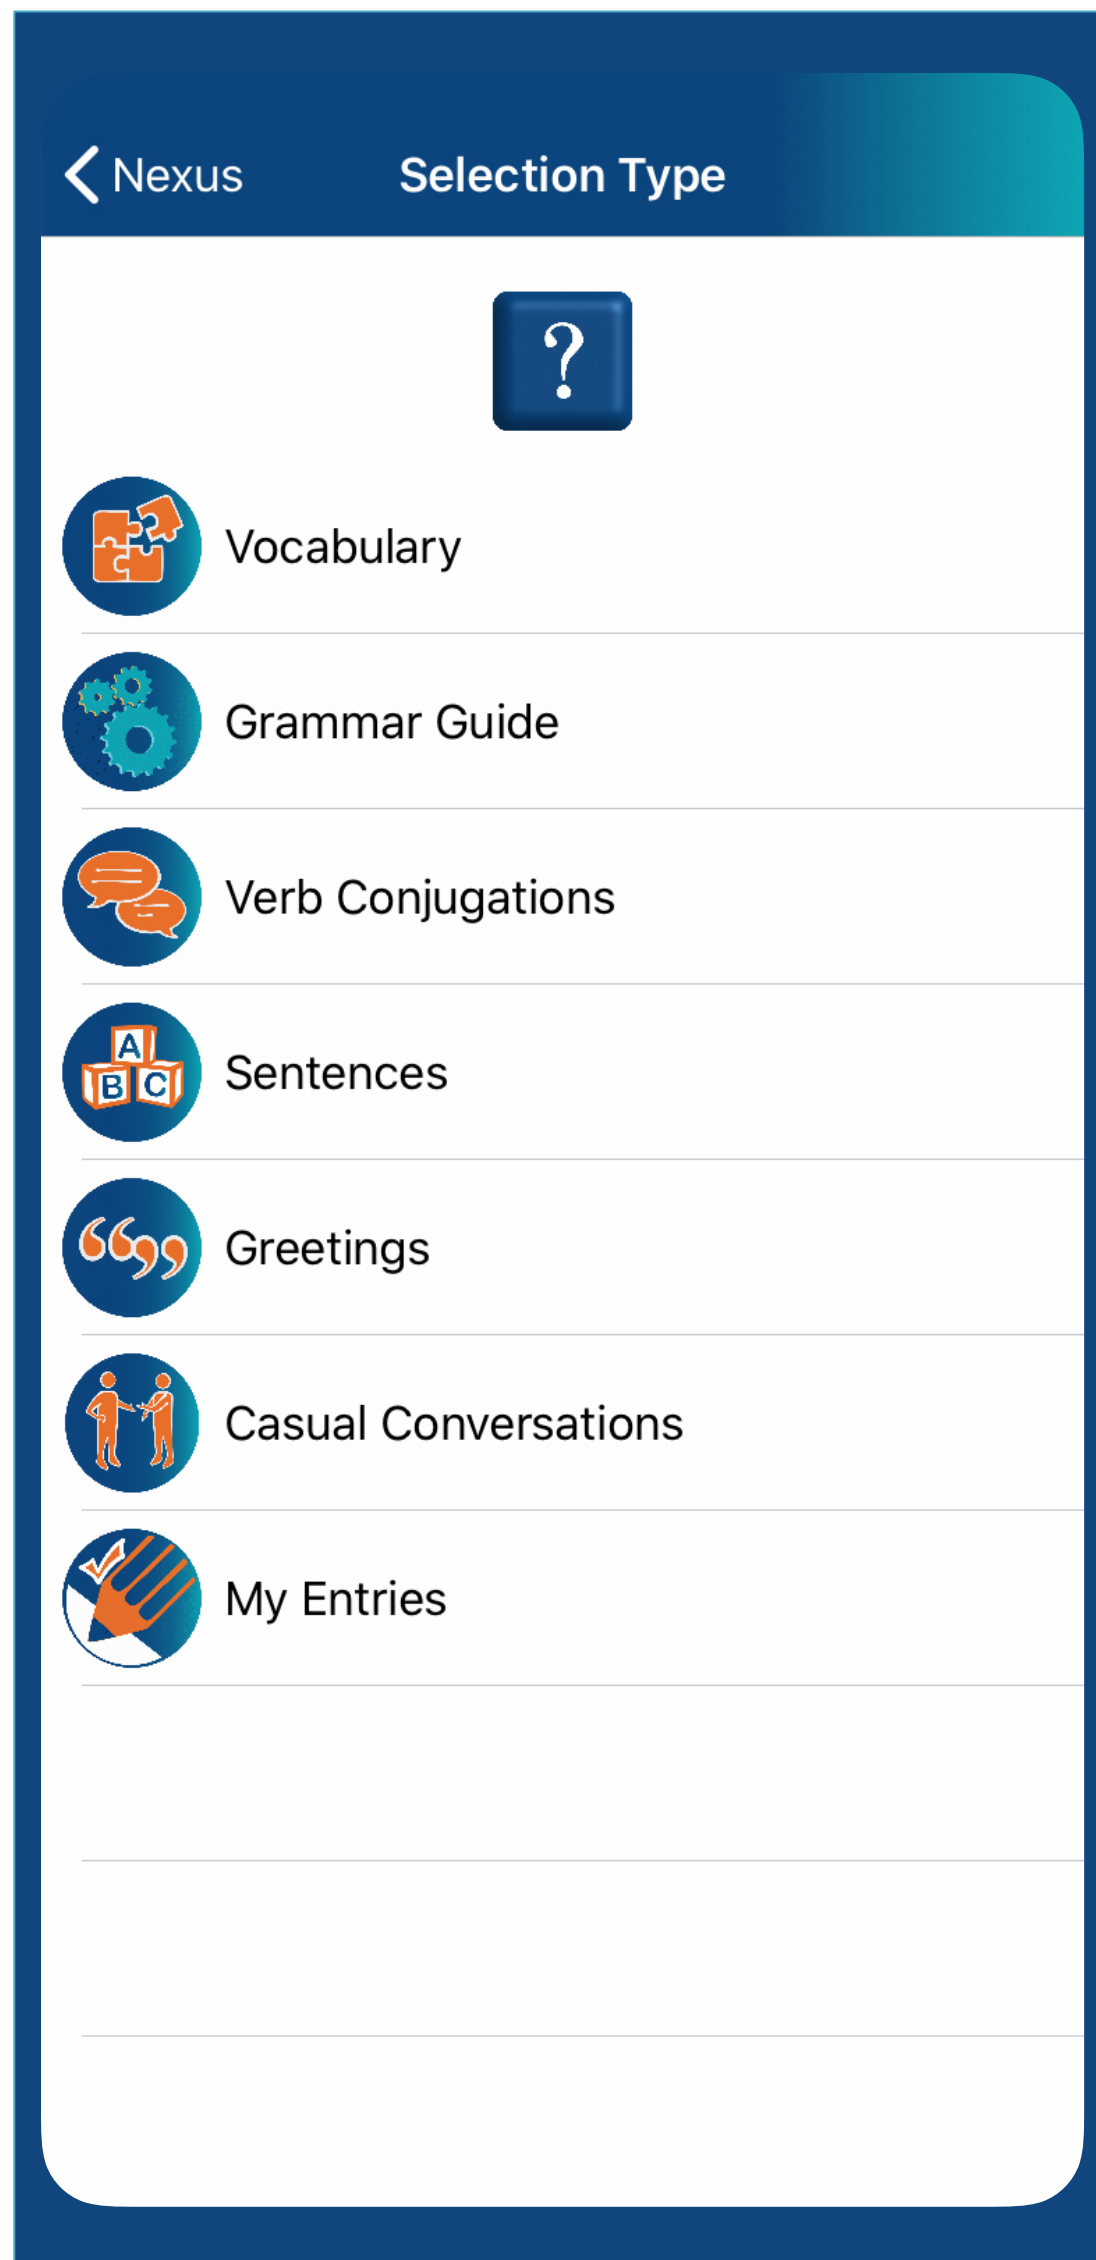 Nexus
Selection Type
?
Vocabulary
Grammar Guide
Verb Conjugations
A
B C
Sentences
Greetings
Casual Conversations
My Entries